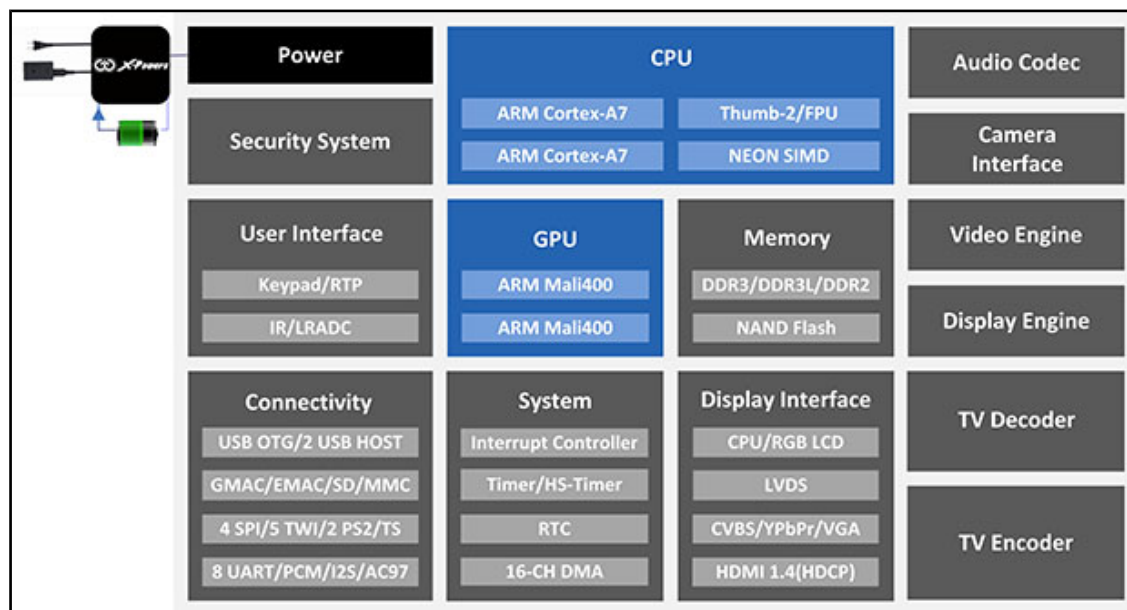 X-Powers
Power
CPU
ARM Cortex-A7
Thumb-2/FPU
ARM Cortex-A7
NEON SIMD
Audio Codec
Security System
Camera
Interface
User Interface
Keypad/RTP
IR/LRADC
GPU
ARM Mali400
ARM Mali400
Memory
DDR3/DDR3L/DDR2
NAND Flash
Video Engine
Display Engine
Connectivity
USB OTG/2 USB HOST
GMAC/EMAC/SD/MMC
4 SPI/5 TWI/2 PS2/TS
8 UART/PCM/I2S/AC97
System
Interrupt Controller
Timer/HS-Timer
RTC
16-CH DMA
Display Interface
CPU/RGB LCD
LVDS
CVBS/YPbPr/VGA
HDMI 1.4(HDCP)
TV Decoder
TV Encoder